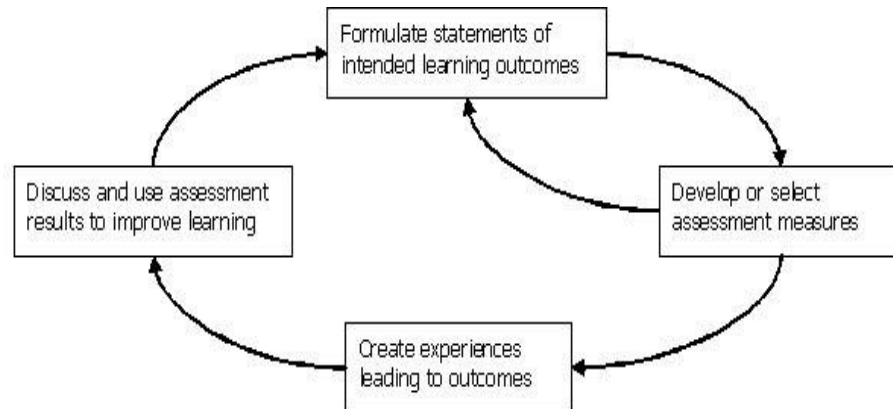 Formulate statements of
intended learning outcomes
Develop or select
assessment measures
Create experiences
leading to outcomes
Discuss and use assessment
results to improve learning